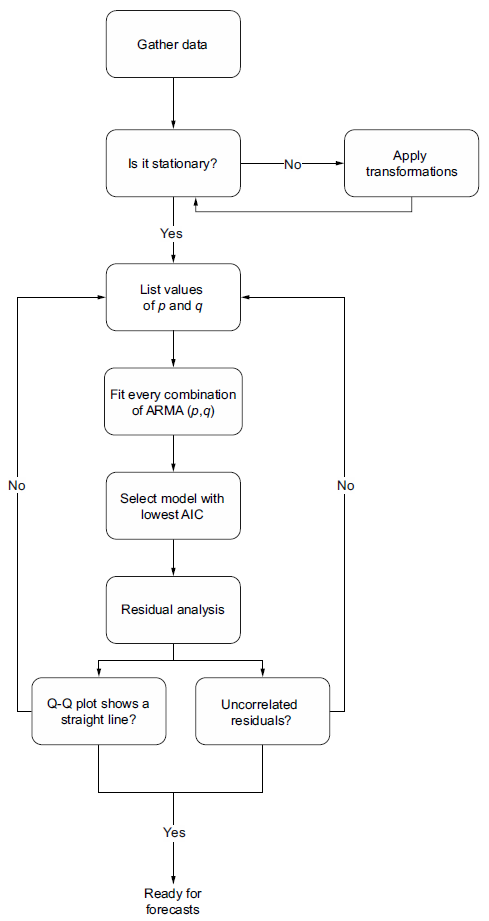 Gather data
Is it stationary?
No
Apply
transformations
Yes
List values
of p and q
Fit every combination
of ARMA (p,q)
Select model with
lowest AIC
No
No
Residual analysis
Q-Q plot shows a
straight line?
Uncorrelated
residuals?
Yes
Ready for
forecasts